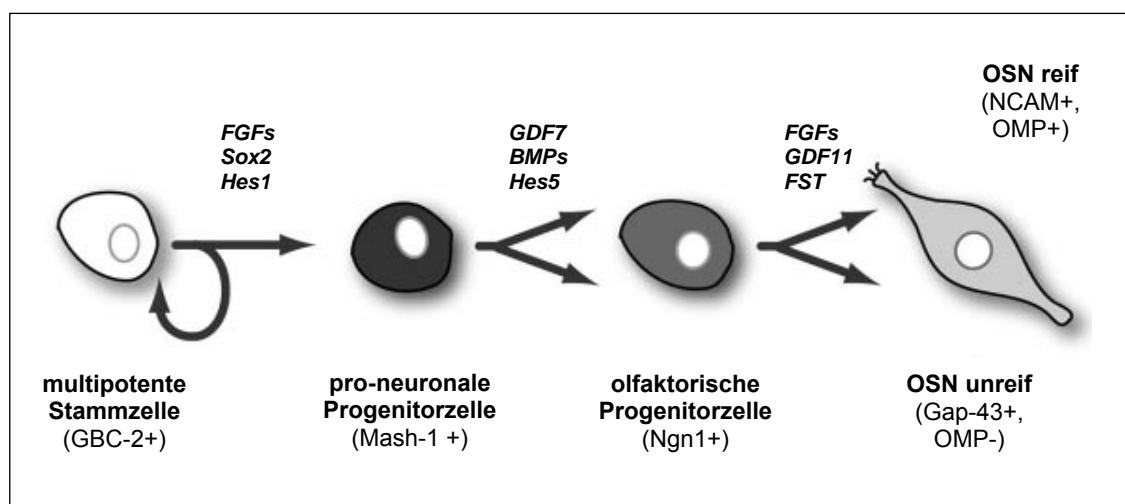 OSN reif
(NCAM+,
OMP+)
FGFs
Sox2
Hes1
GDF7
BMPs
Hes5
FGFs
GDF11
FST
multipotente
Stammzelle
(GBC-2+)
pro-neuronale
Progenitorzelle
(Mash-1 +)
olfaktorische
Progenitorzelle
(Ngn1+)
OSN unreif
(Gap-43+,
OMP-)